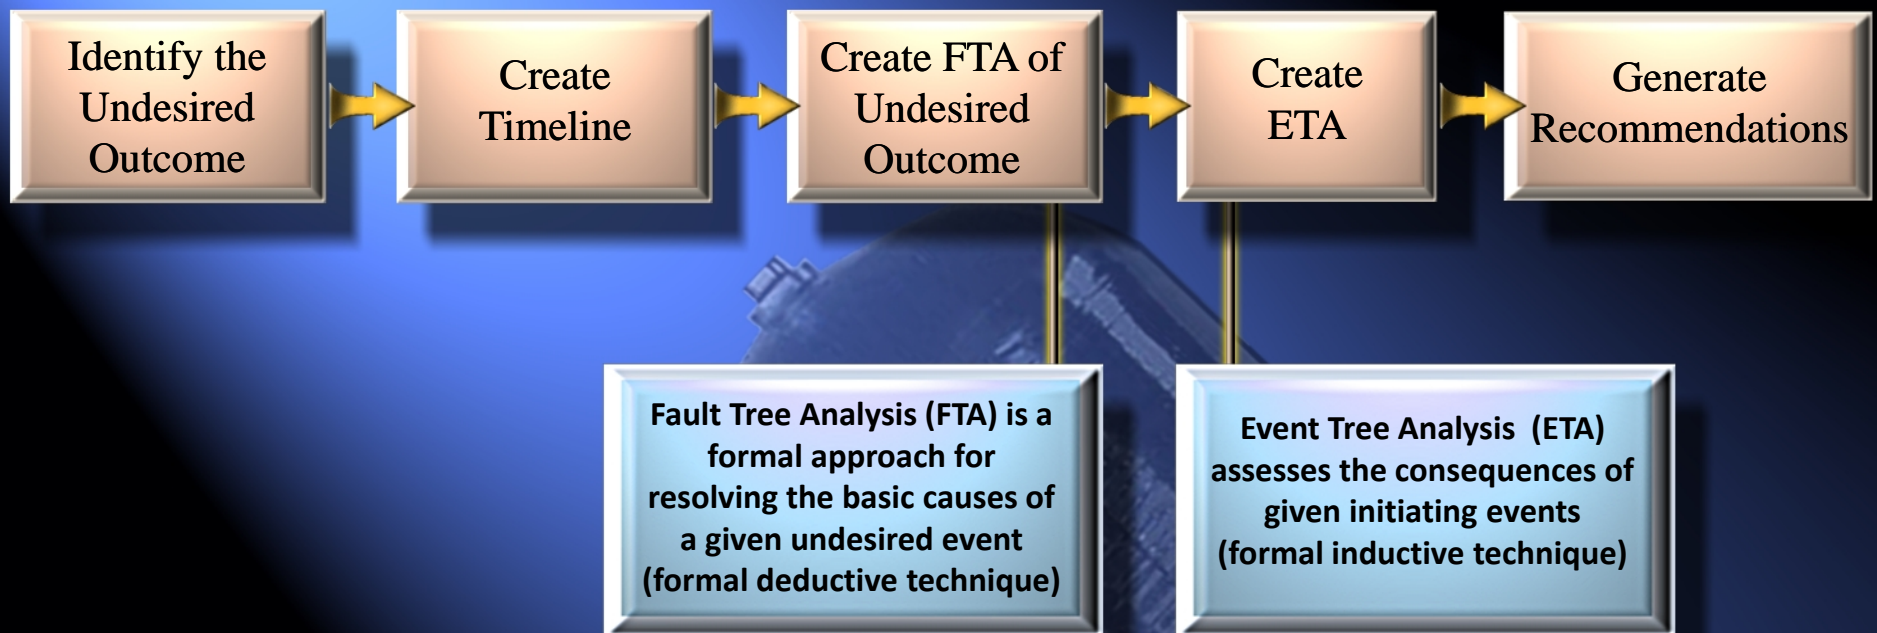 Identify the
Undesired
Outcome
Create
Timeline
Create FTA of
Undesired
Outcome
Create
ETA
Generate
Recommendations
Fault Tree Analysis (FTA) is a
formal approach for
resolving the basic causes of
a given undesired event
(formal deductive technique)
Event Tree Analysis  (ETA)
assesses the consequences of
given initiating events
(formal inductive technique)